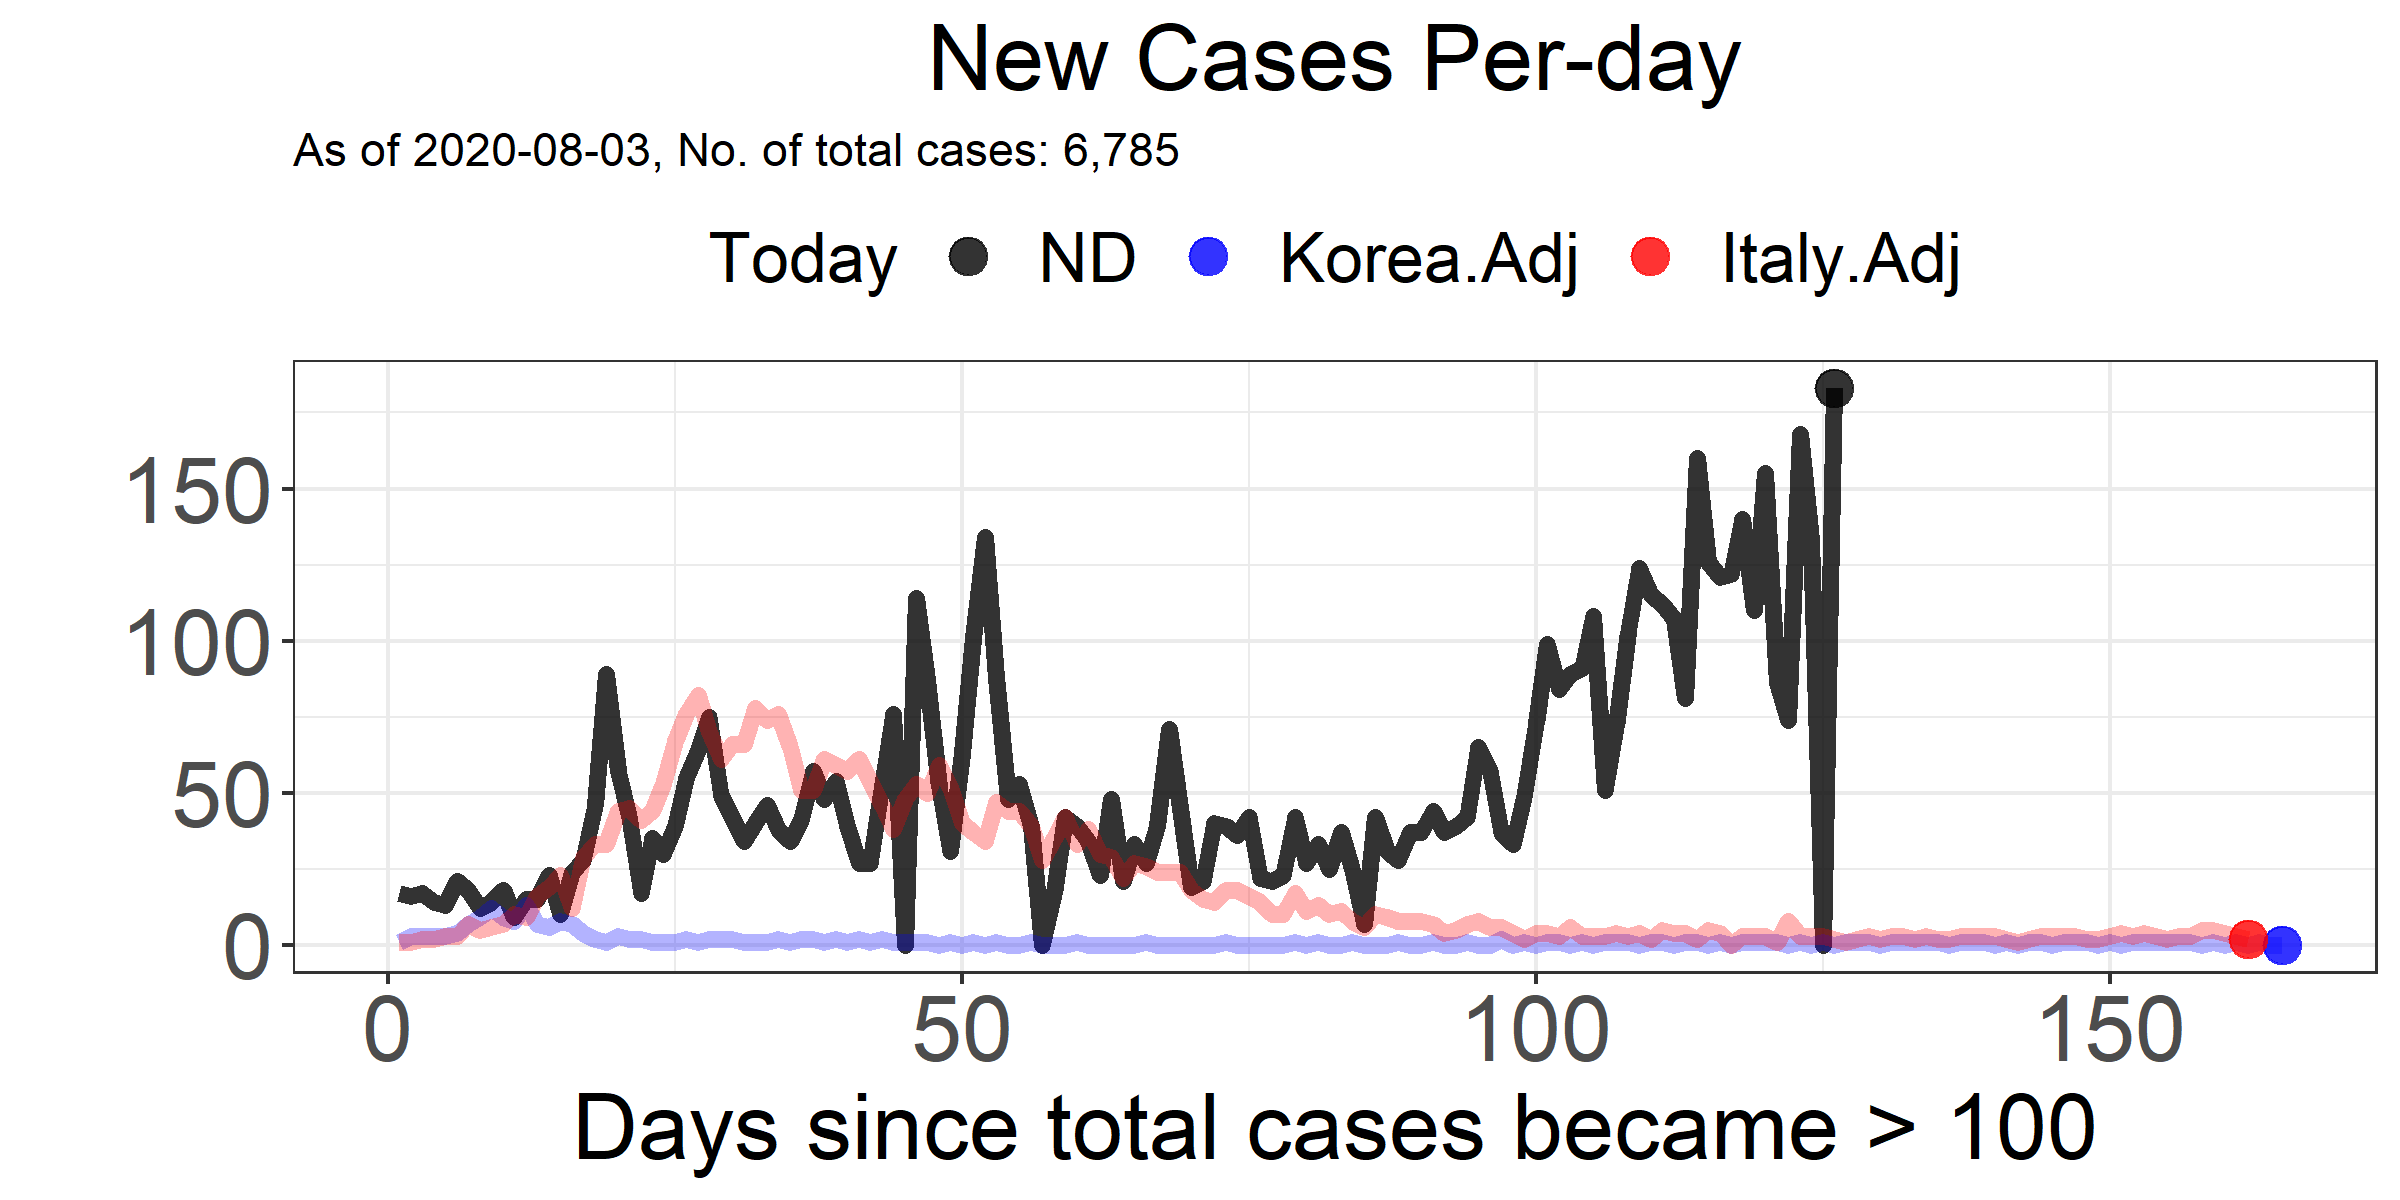 New Cases Per-day
As of 2020-08-03, No. of total cases: 6,785
Today ND Korea.Adj Italy.Adj
150
100
50
0
0 50 100 150
Days since total cases became > 100